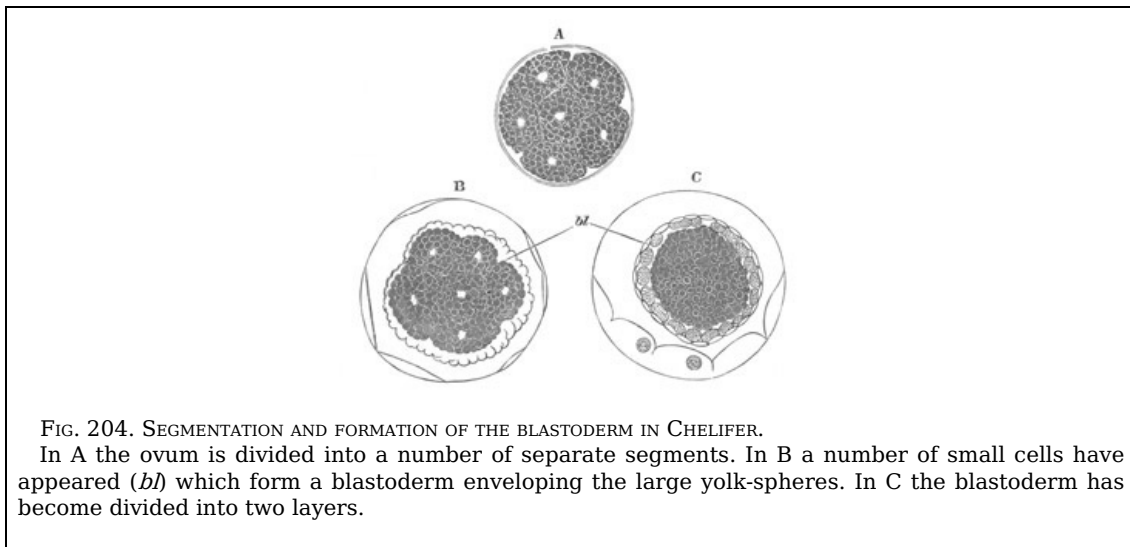 A
B
C
bl
FIG. 204. SEGMENTATION AND FORMATION OF THE BLASTODERM IN CHELIFER.
In A the ovum is divided into a number of separate segments. In B a number of small cells have
appeared (bl) which form a blastoderm enveloping the large yolk-spheres. In C the blastoderm has
become divided into two layers.